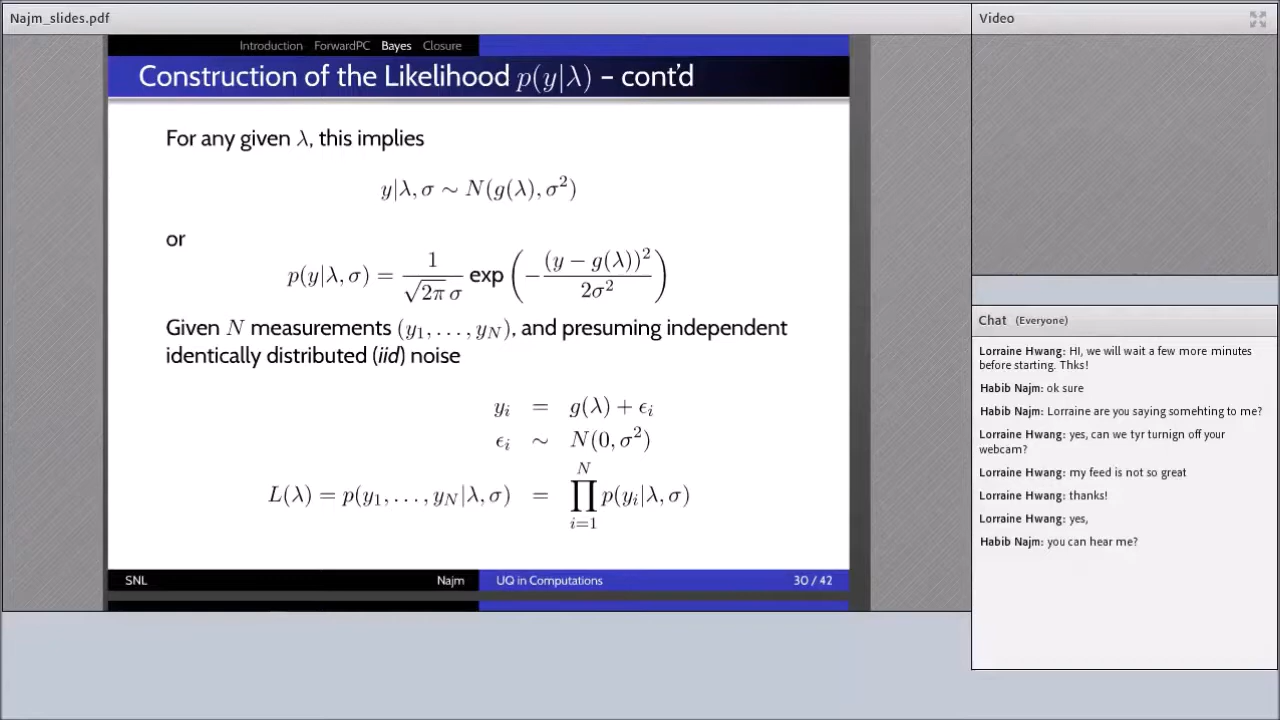 Najm_slides.pdf
Introduction ForwardPC Bayes Closure
Construction of the Likelihood p(y|λ) – cont'd
For any given λ, this implies
y|λ, σ ∼ N(g(λ), σ²)
or
p(y|λ, σ) = 1/(√2π σ) exp (−(y − g(λ))²/2σ²)
Given N measurements (y₁, . . . , y_N), and presuming independent
identically distributed (iid) noise
yᵢ = g(λ) + ϵᵢ
ϵᵢ ∼ N(0, σ²)
L(λ) = p(y₁, . . . , y_N|λ, σ) = ∏_{i=1}^{N} p(yᵢ|λ, σ)
SNL Najm UQ in Computations 30 / 42
Video
Chat (Everyone)
Lorraine Hwang: HI, we will wait a few more minutes
before starting. Thks!
Habib Najm: ok sure
Habib Najm: Lorraine are you saying somehting to me?
Lorraine Hwang: yes, can we tyr turnign off your
webcam?
Lorraine Hwang: my feed is not so great
Lorraine Hwang: thanks!
Lorraine Hwang: yes,
Habib Najm: you can hear me?